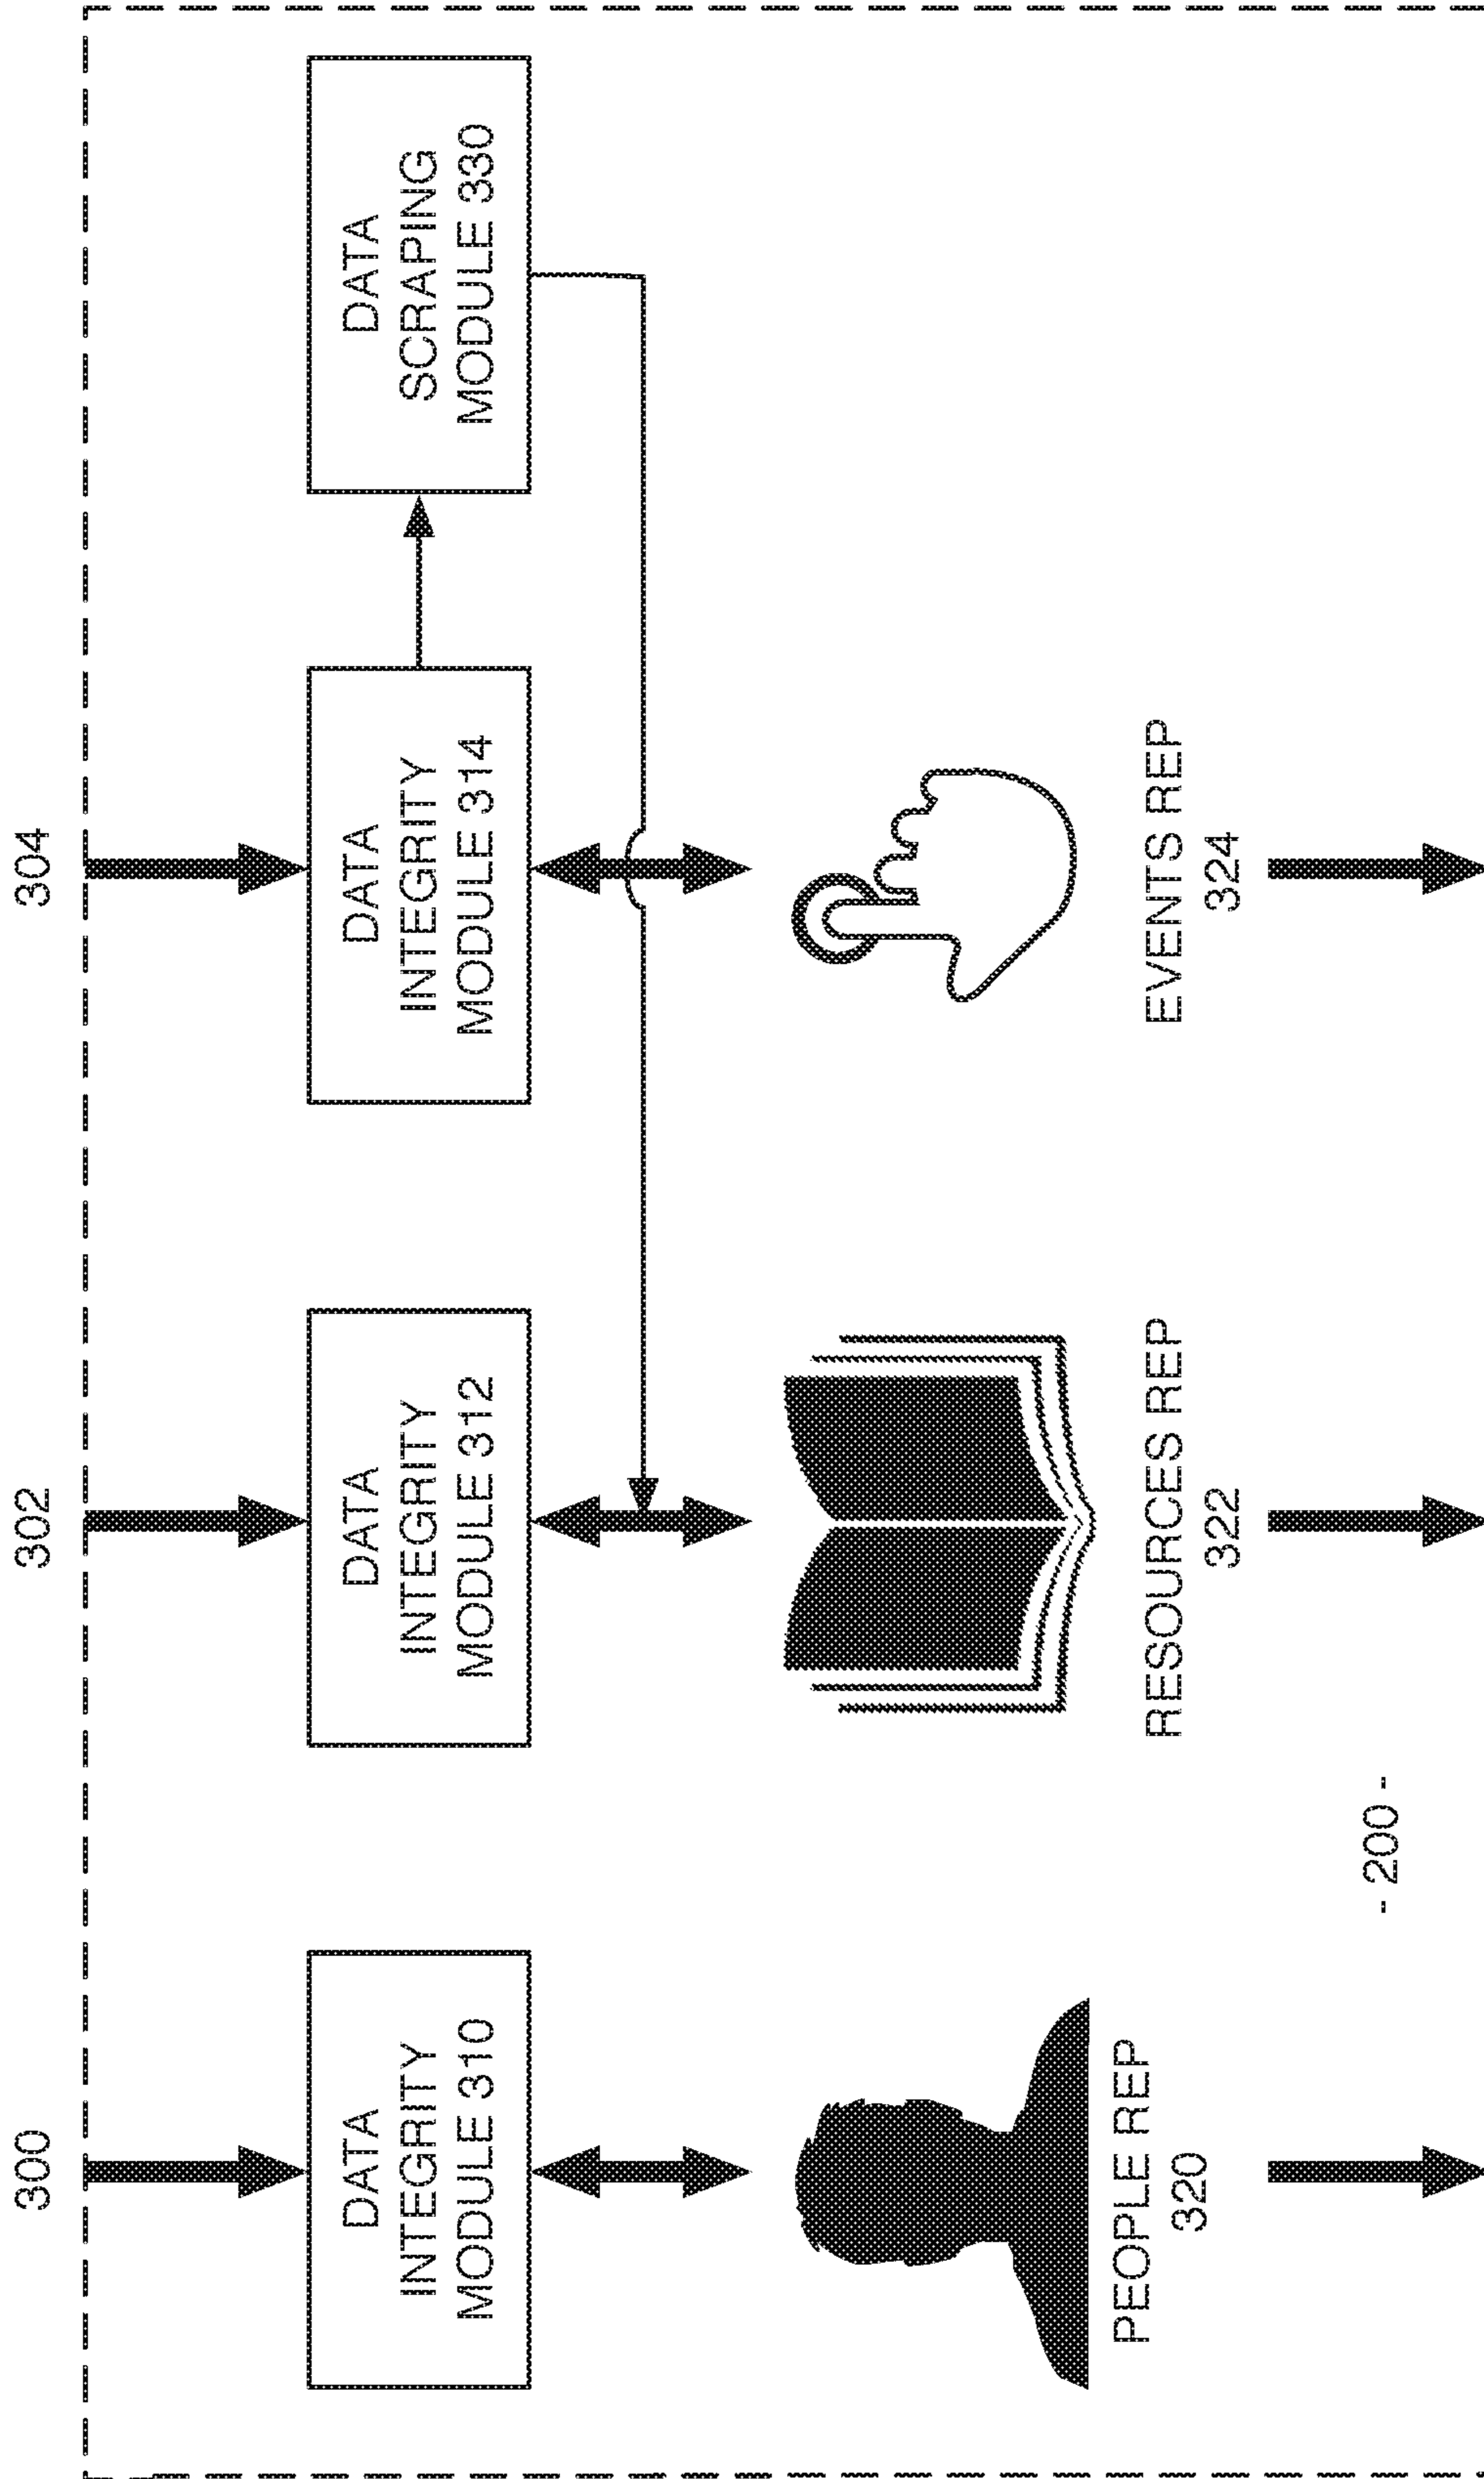 300
302
304
DATA
INTEGRITY
MODULE 310
DATA
INTEGRITY
MODULE 312
DATA
INTEGRITY
MODULE 314
DATA
SCRAPING
MODULE 330
PEOPLE REP
320
RESOURCES REP
322
EVENTS REP
324
- 200 -